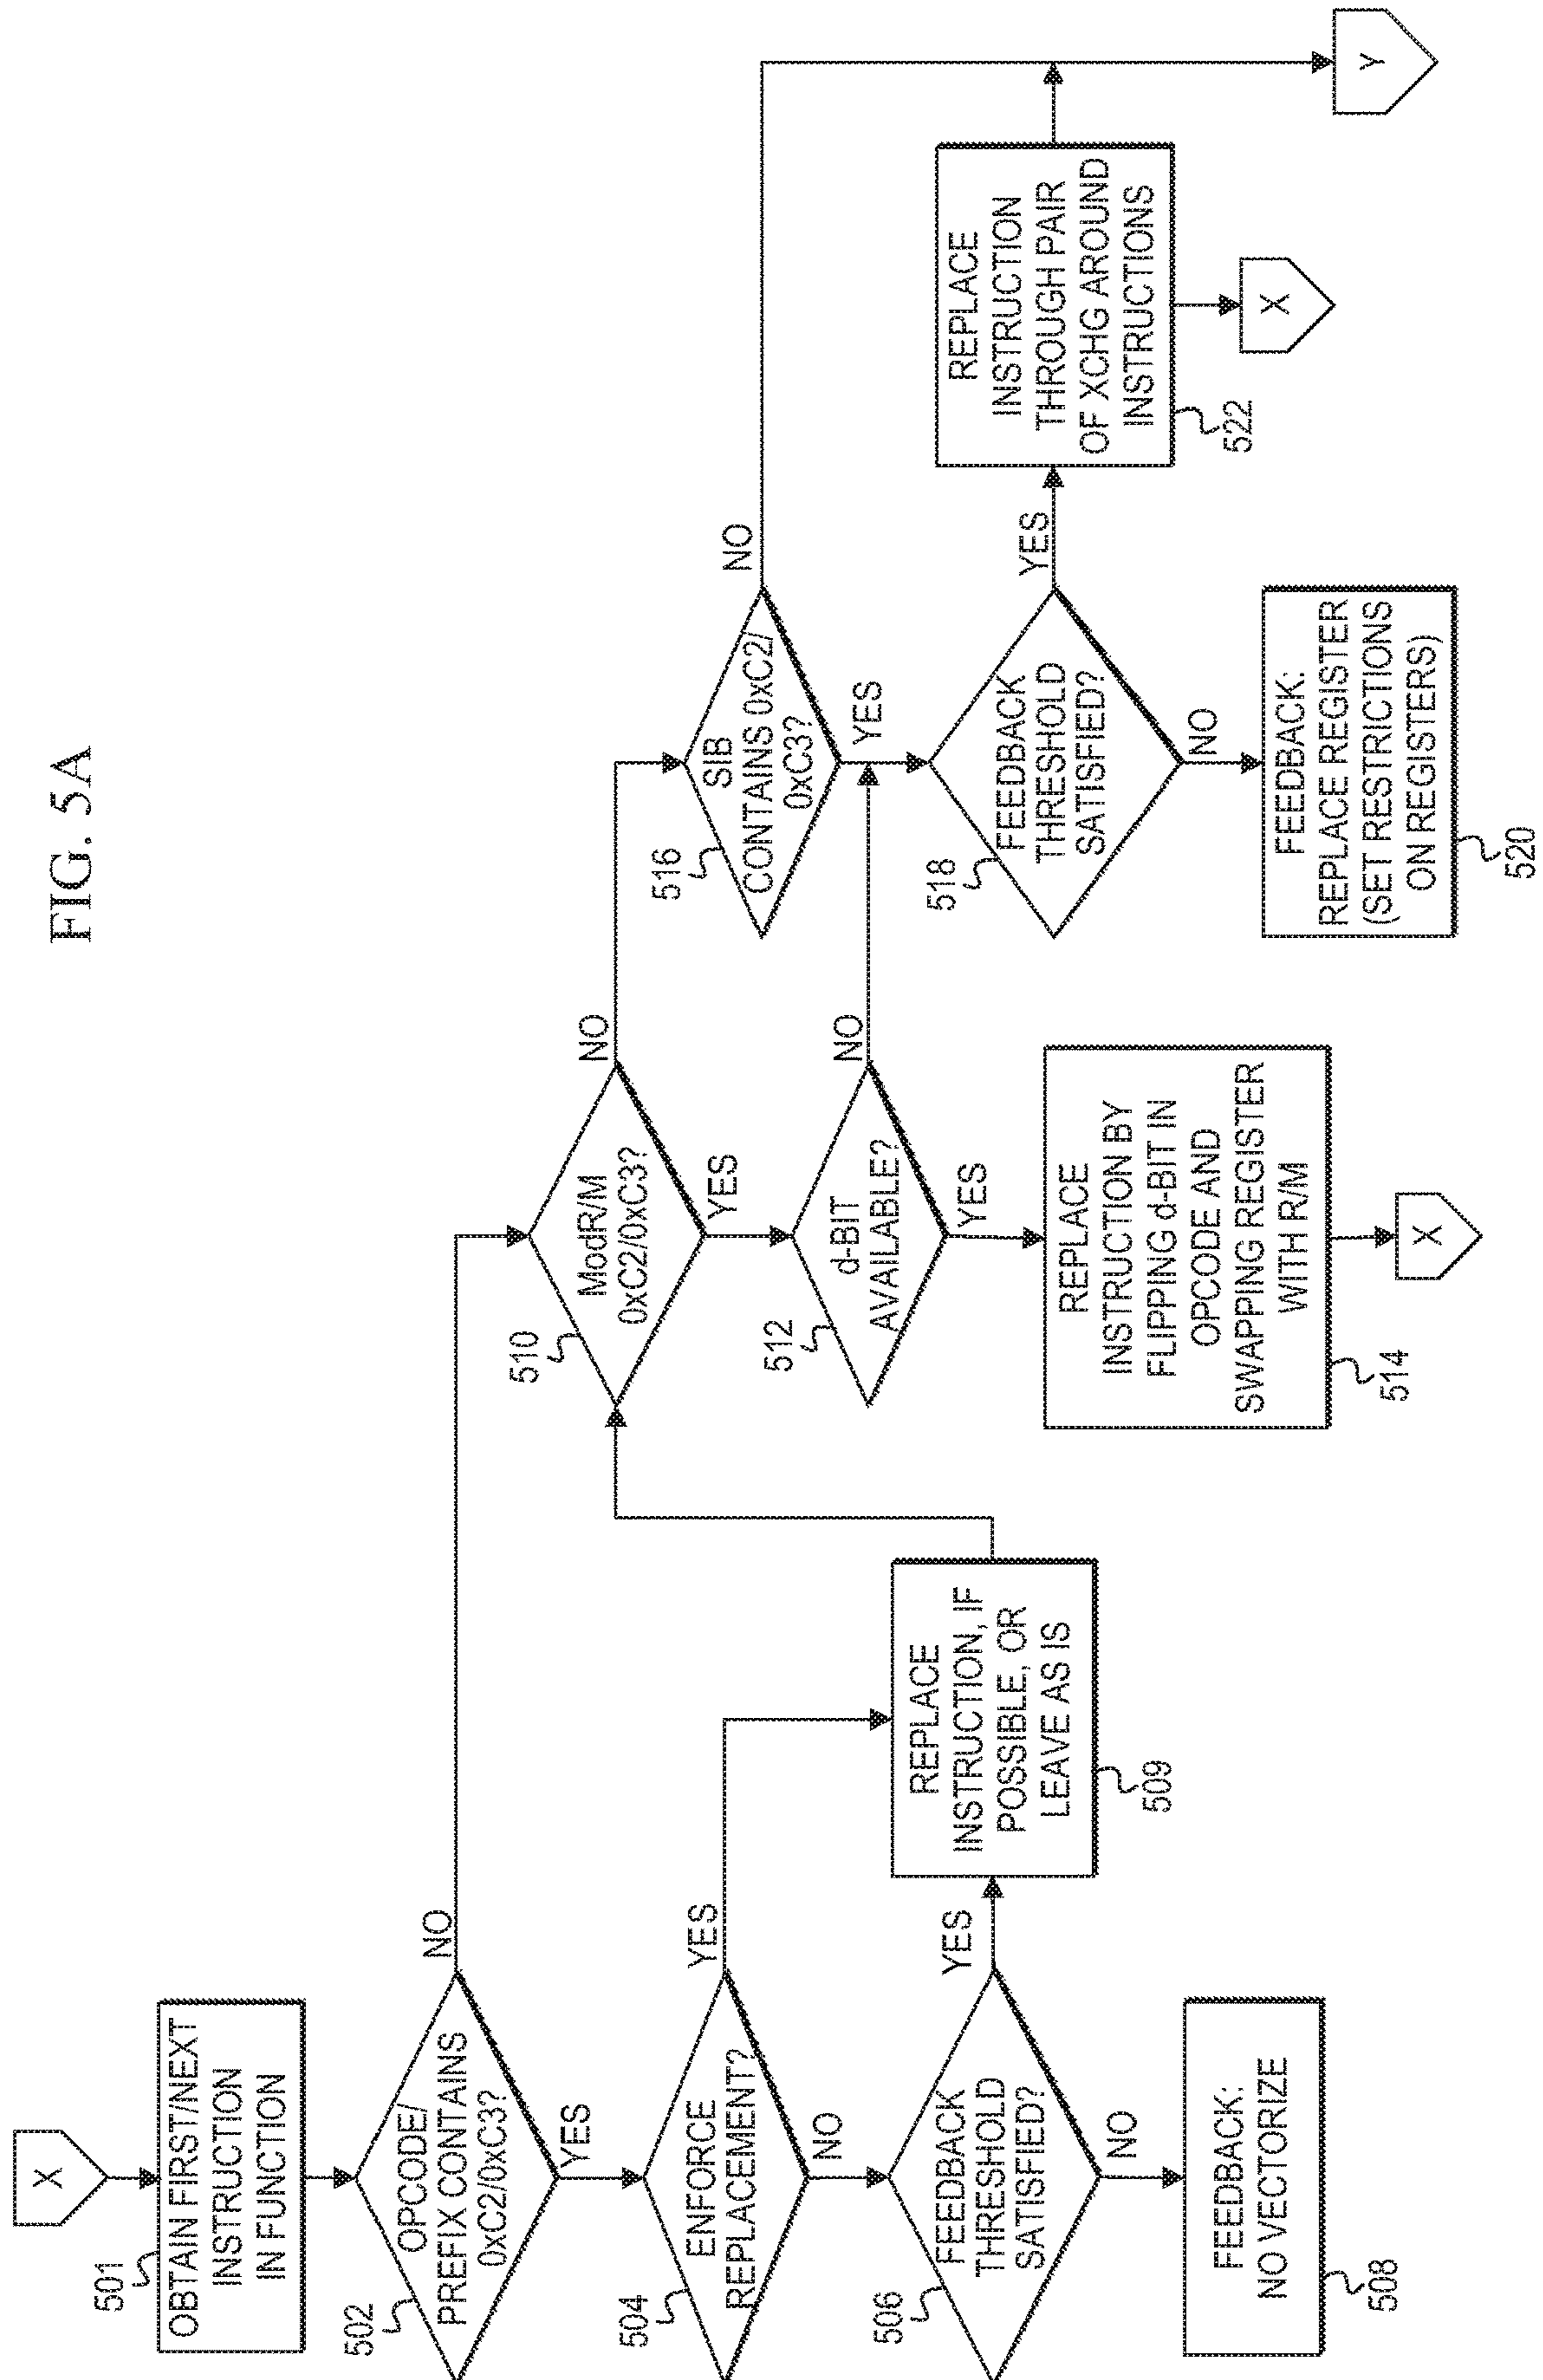 FIG. 5A
X
501
OBTAIN FIRST/NEXT
INSTRUCTION
IN FUNCTION
502
OPCODE/
PREFIX CONTAINS
0xC2/0xC3?
NO
YES
504
ENFORCE
REPLACEMENT?
YES
NO
506
FEEDBACK
THRESHOLD
SATISFIED?
YES
NO
FEEDBACK:
NO VECTORIZE
508
REPLACE
INSTRUCTION, IF
POSSIBLE, OR
LEAVE AS IS
509
510
ModR/M
0xC2/0xC3?
NO
YES
512
d-BIT
AVAILABLE?
NO
YES
REPLACE
INSTRUCTION BY
FLIPPING d-BIT IN
OPCODE AND
SWAPPING REGISTER
WITH R/M
514
X
516
SIB
CONTAINS 0xC2/
0xC3?
NO
YES
518
FEEDBACK
THRESHOLD
SATISFIED?
YES
NO
FEEDBACK:
REPLACE REGISTER
(SET RESTRICTIONS
ON REGISTERS)
520
REPLACE
INSTRUCTION
THROUGH PAIR
OF XCHG AROUND
INSTRUCTIONS
522
X
Y